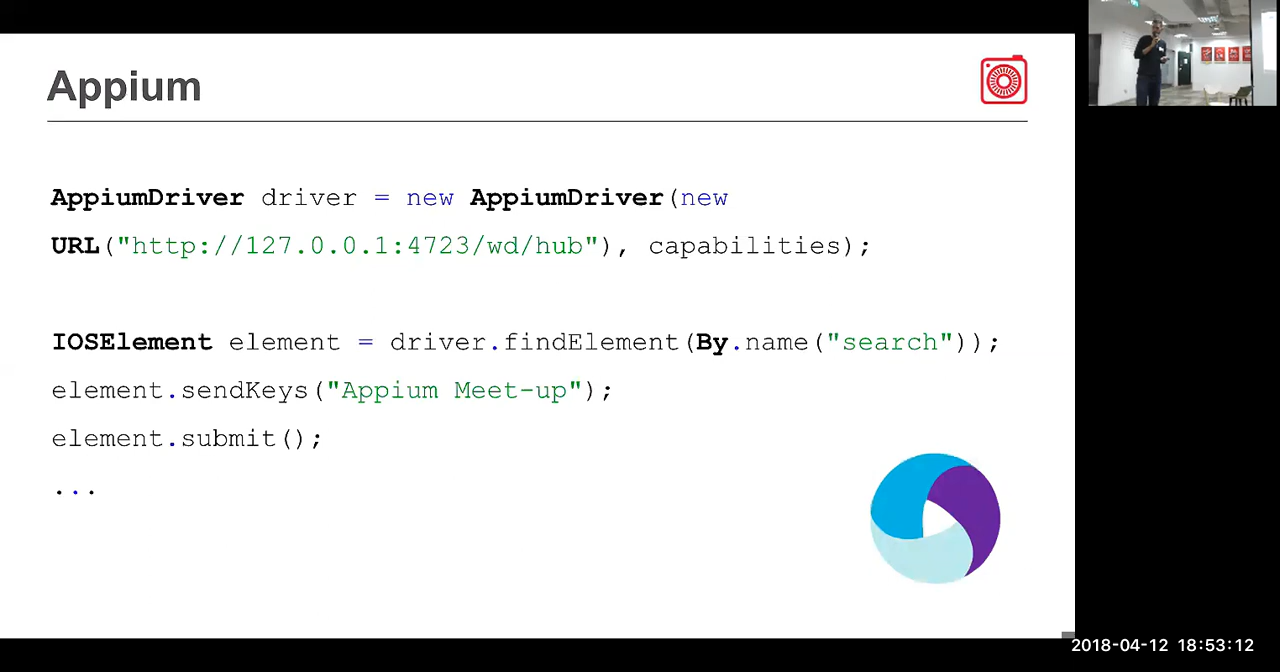 Appium
AppiumDriver driver = new AppiumDriver(new
URL("http://127.0.0.1:4723/wd/hub"), capabilities);
IOSElement element = driver.findElement(By.name("search"));
element.sendKeys("Appium Meet-up");
element.submit();
...
2018-04-12 18:53:12